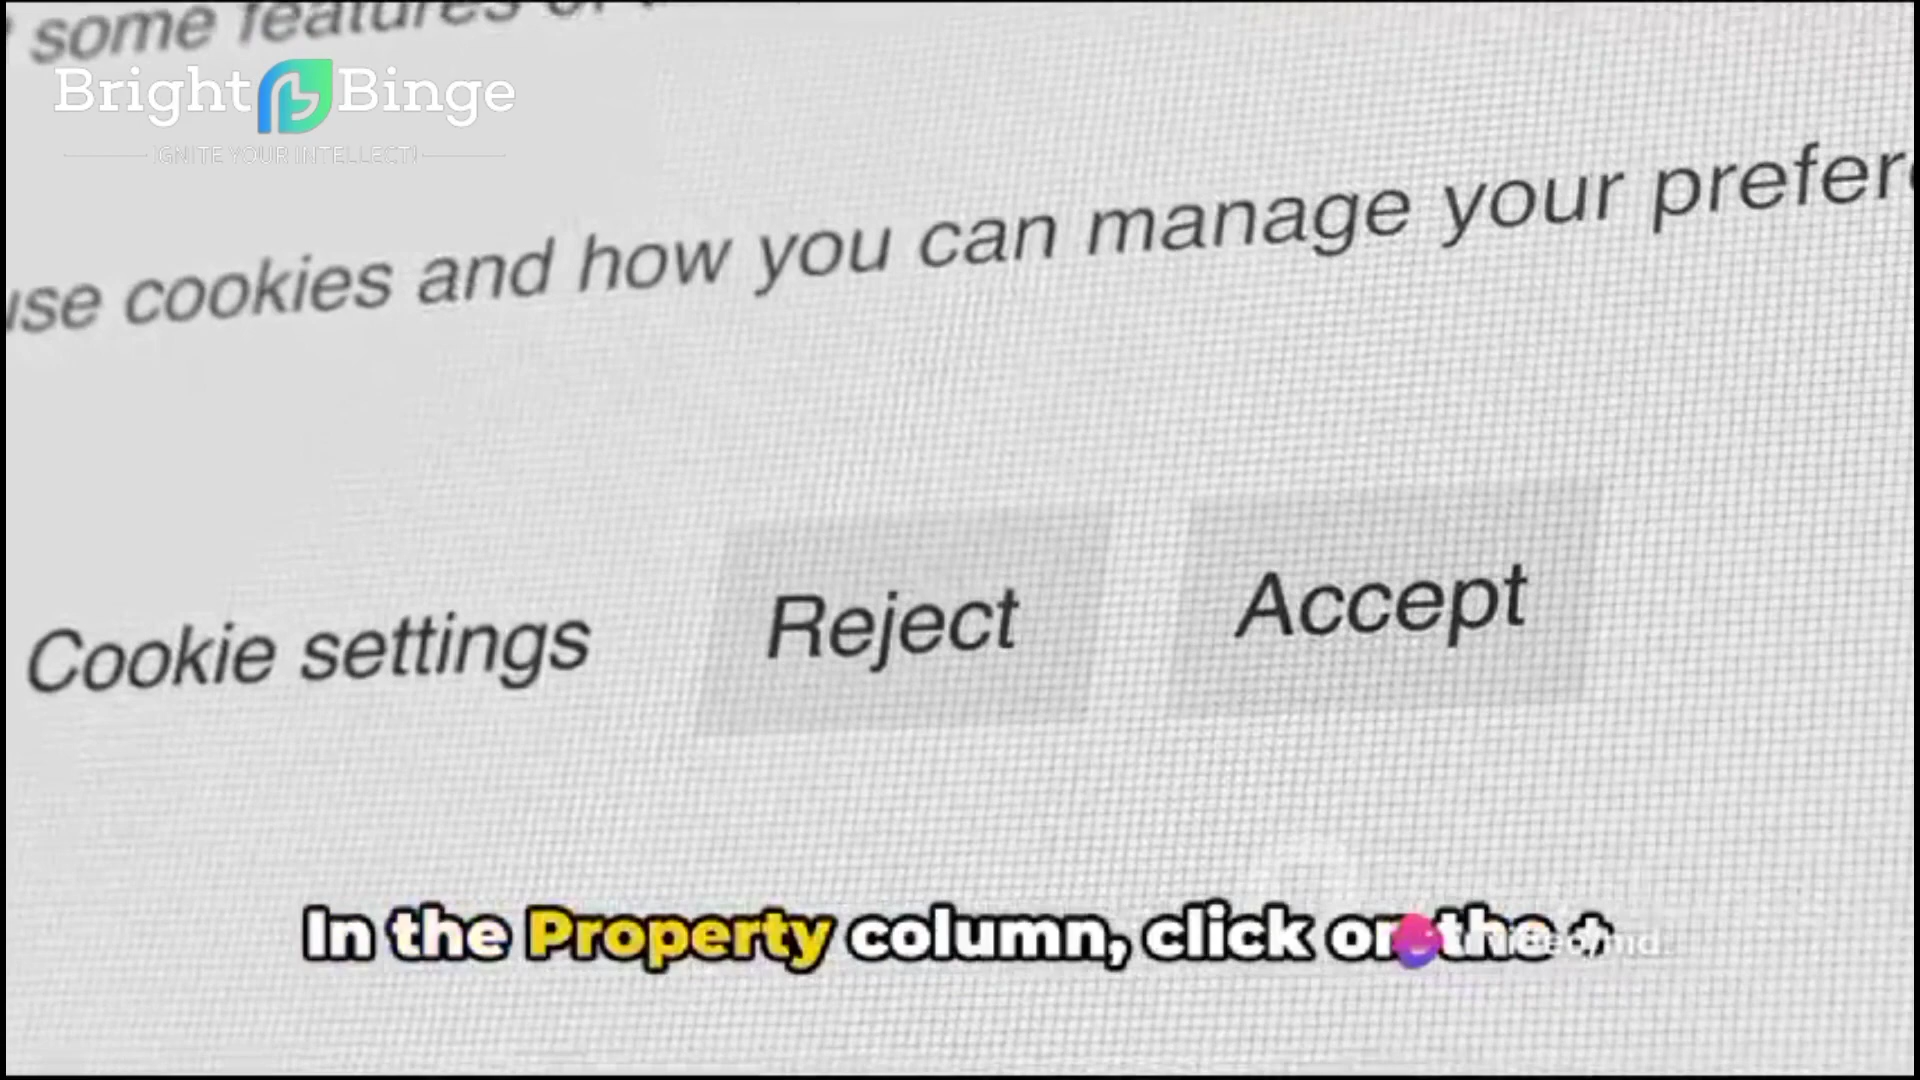 some features of
Bright Binge
IGNITE YOUR INTELLECT!
use cookies and how you can manage your prefer
Cookie settings
Reject
Accept
In the Property column, click on the +